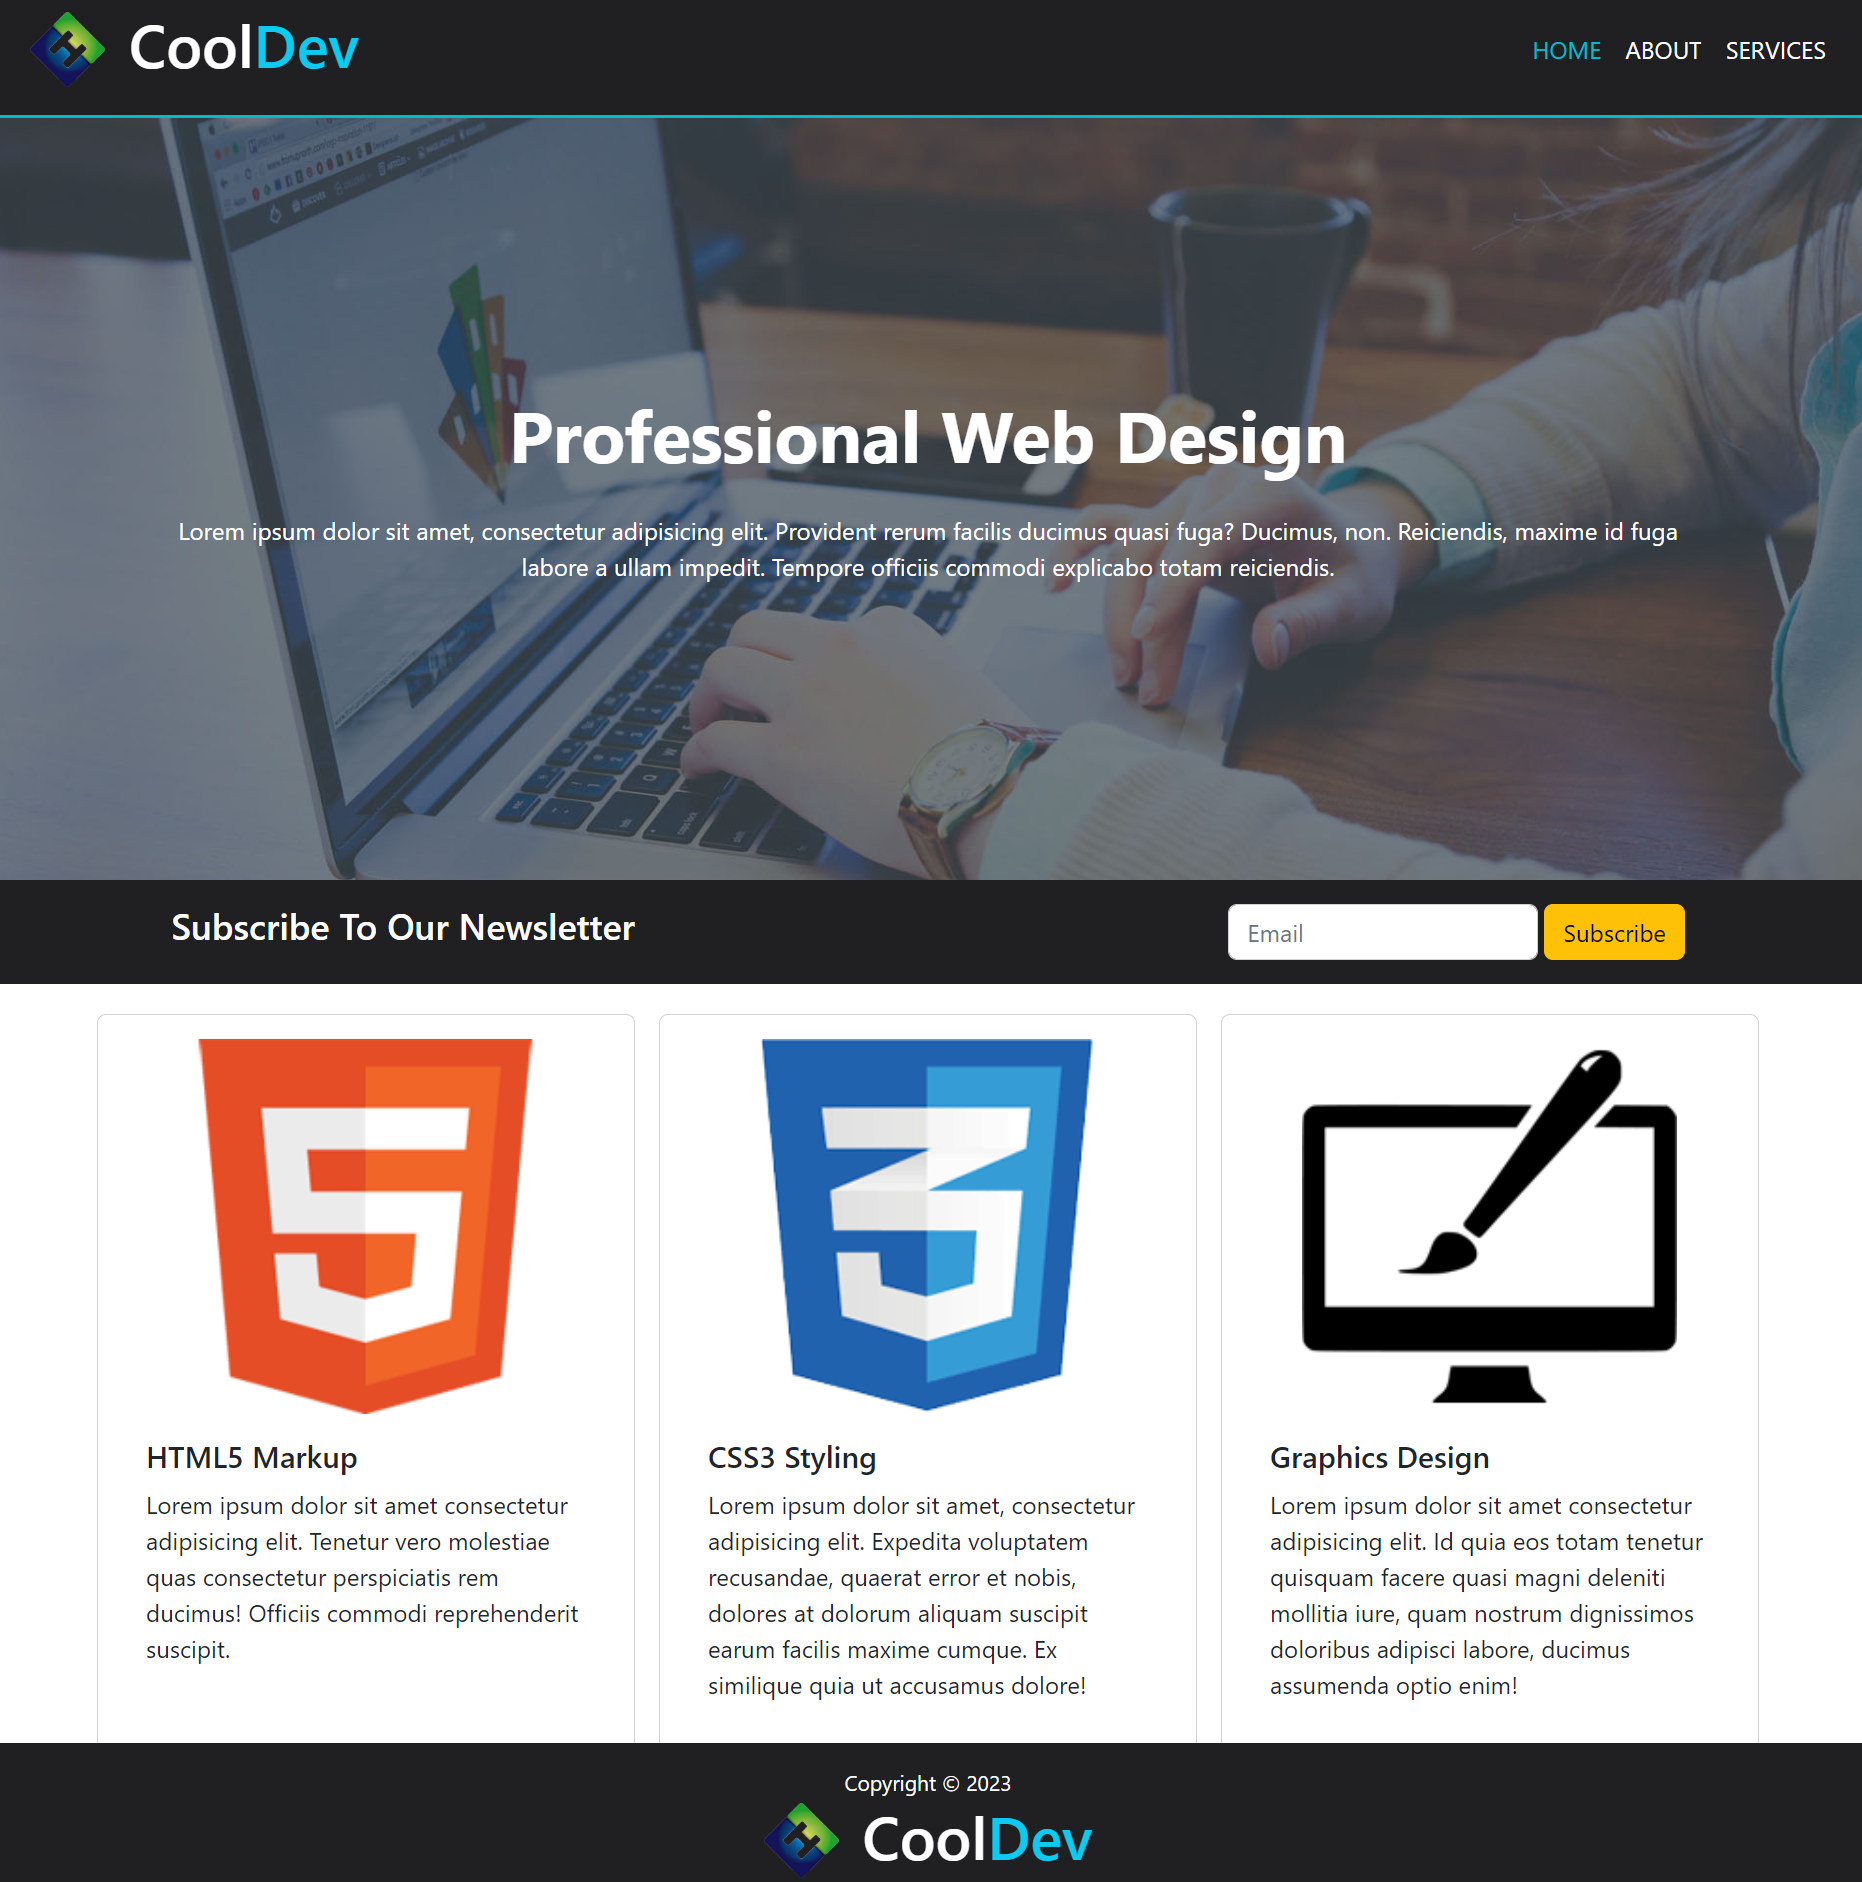 CoolDev
HOME ABOUT SERVICES
DISCOVER
Professional Web Design
Lorem ipsum dolor sit amet, consectetur adipisicing elit. Provident rerum facilis ducimus quasi fuga? Ducimus, non. Reiciendis, maxime id fuga
labore a ullam impedit. Tempore officiis commodi explicabo totam reiciendis.
Subscribe To Our Newsletter
Email
Subscribe
HTML5 Markup
Lorem ipsum dolor sit amet consectetur
adipisicing elit. Tenetur vero molestiae
quas consectetur perspiciatis rem
ducimus! Officiis commodi reprehenderit
suscipit.
CSS3 Styling
Lorem ipsum dolor sit amet, consectetur
adipisicing elit. Expedita voluptatem
recusandae, quaerat error et nobis,
dolores at dolorum aliquam suscipit
earum facilis maxime cumque. Ex
similique quia ut accusamus dolore!
Graphics Design
Lorem ipsum dolor sit amet consectetur
adipisicing elit. Id quia eos totam tenetur
quisquam facere quasi magni deleniti
mollitia iure, quam nostrum dignissimos
doloribus adipisci labore, ducimus
assumenda optio enim!
Copyright © 2023
CoolDev